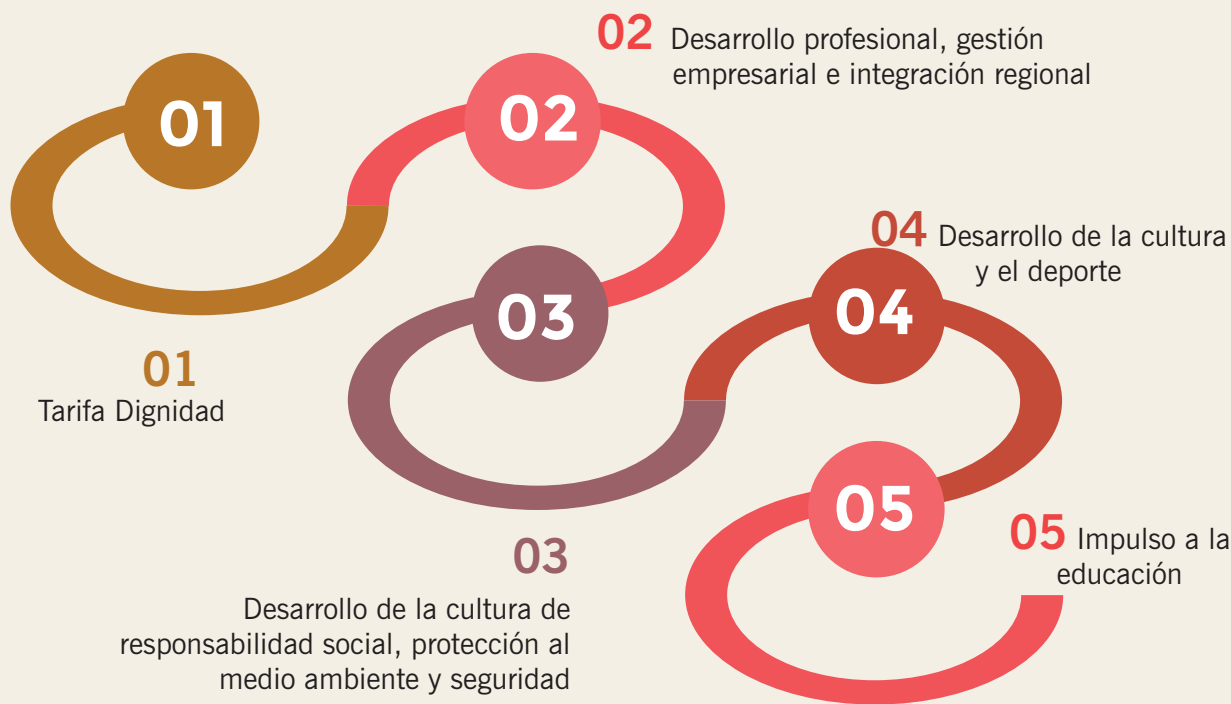 01
02
02 Desarrollo profesional, gestión
empresarial e integración regional
03
04
04 Desarrollo de la cultura
y el deporte
01
Tarifa Dignidad
05
05 Impulso a la
educación
03
Desarrollo de la cultura de
responsabilidad social, protección al
medio ambiente y seguridad